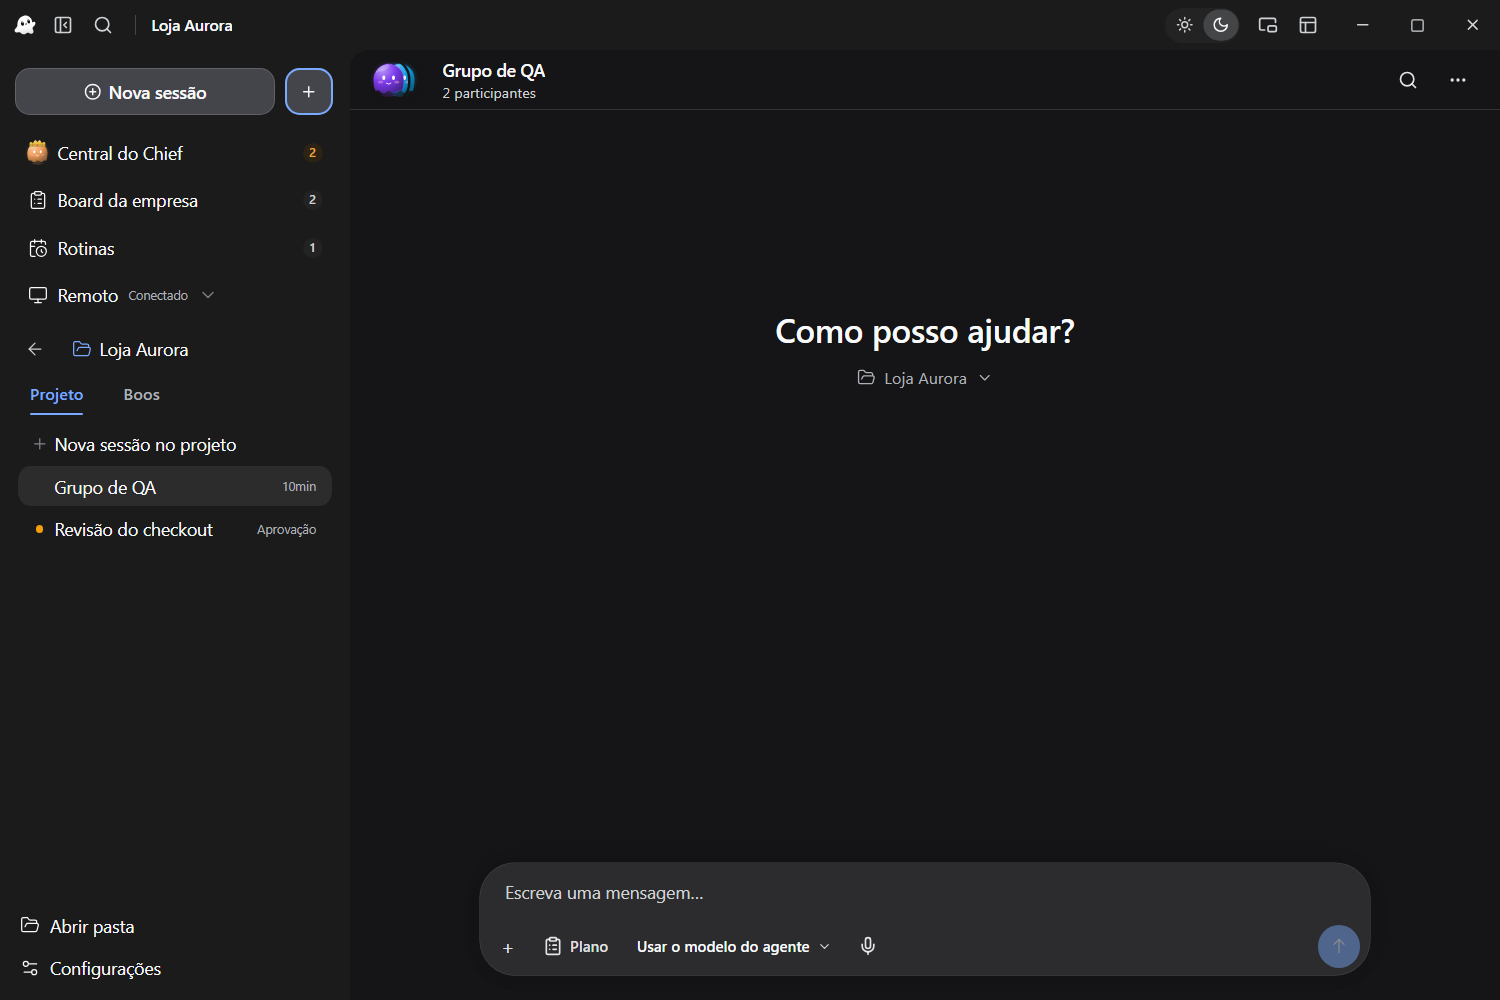 Loja Aurora
Nova sessão
Central do Chief 2
Board da empresa 2
Rotinas 1
Remoto Conectado
Loja Aurora
Projeto Boos
Nova sessão no projeto
Grupo de QA 10min
Revisão do checkout Aprovação
Abrir pasta
Configurações
Grupo de QA
2 participantes
Como posso ajudar?
Loja Aurora
Escreva uma mensagem...
Plano Usar o modelo do agente